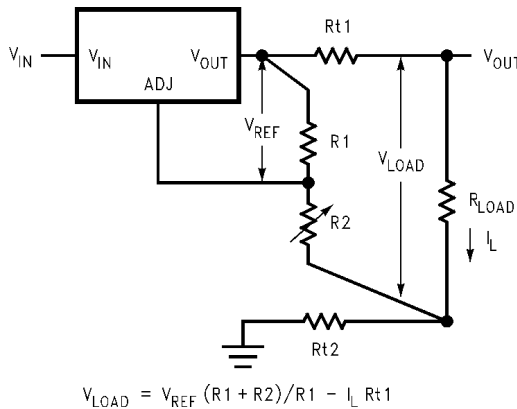 Rt1
V_IN
V_IN
V_OUT
V_OUT
ADJ
V_REF
R1
V_LOAD
R2
R_LOAD
I_L
Rt2
V_LOAD = V_REF (R1 + R2)/R1 − I_L Rt1